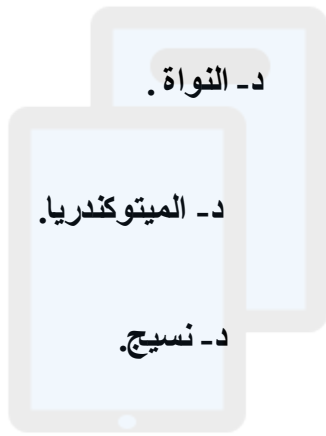 د- النواة .
د- الميتوكندريا.
د- نسيج.